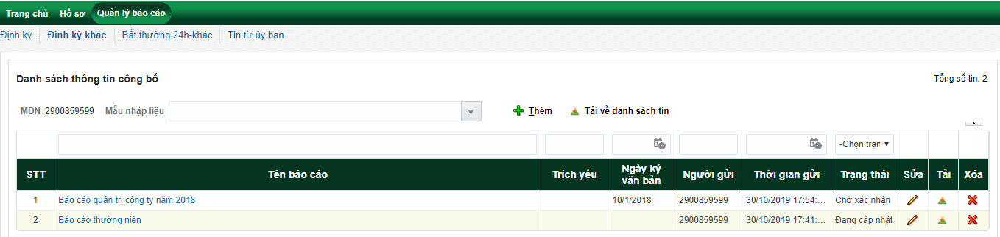 Trang chủ Hồ sơ Quản lý báo cáo
Định kỳ Đình kỳ khác Bất thường 24h-khác Tin từ ủy ban
Danh sách thông tin công bố Tổng số tin: 2
MDN 2900859599 Mẫu nhập liệu Thêm Tải về danh sách tin
-Chọn trạn
STT Tên báo cáo Trích yếu Ngày ký văn bản Người gửi Thời gian gửi Trạng thái Sửa Tải Xóa
1 Báo cáo quản trị công ty năm 2018 10/1/2018 2900859599 30/10/2019 17:54:... Chờ xác nhận
2 Báo cáo thường niên 2900859599 30/10/2019 17:41:... Đang cập nhật